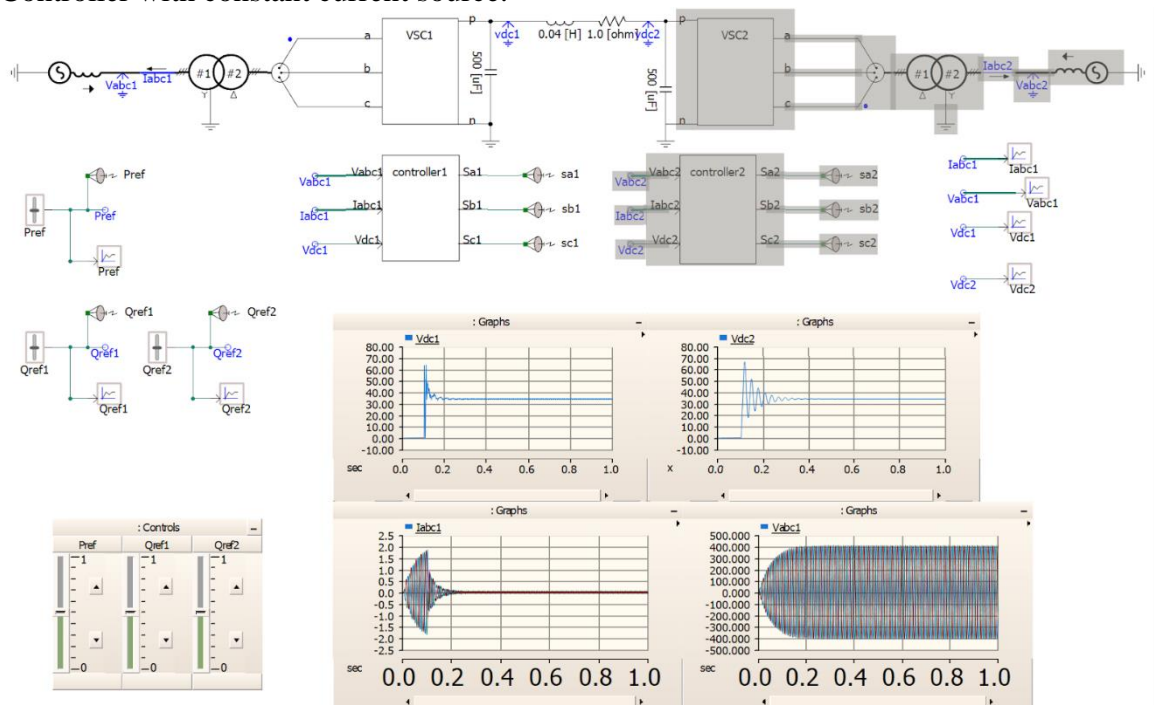 Controller with constant current source.
p vdc1 0.04 [H] 1.0 [ohm] vdc2 p
a VSC1 VSC2 a
#1 #2 b 500 [uF] 500 [uF] b #1 #2
Vabc1 Iabc1 Iabc2 Vabc2
Y Δ c n n c Δ Y
Pref
Pref
Pref
Pref
Vabc1 Vabc1 controller1 Sa1 sa1
Iabc1 Iabc1 Sb1 sb1
Vdc1 Vdc1 Sc1 sc1
Vabc2 Vabc2 controller2 Sa2 sa2
Iabc2 Iabc2 Sb2 sb2
Vdc2 Vdc2 Sc2 sc2
Iabc1 Iabc1
Vabc1 Vabc1
Vdc1 Vdc1
Vdc2 Vdc2
Qref1 Qref2
Qref1 Qref1 Qref2 Qref2
Qref1 Qref2
: Graphs
Vdc1
80.00
70.00
60.00
50.00
40.00
30.00
20.00
10.00
0.00
-10.00
sec 0.0 0.2 0.4 0.6 0.8 1.0
: Graphs
Vdc2
80.00
70.00
60.00
50.00
40.00
30.00
20.00
10.00
0.00
-10.00
x 0.0 0.2 0.4 0.6 0.8 1.0
: Controls
Pref Qref1 Qref2
1 1 1
0 0 0
: Graphs
Iabc1
2.5
2.0
1.5
1.0
0.5
0.0
-0.5
-1.0
-1.5
-2.0
-2.5
sec 0.0 0.2 0.4 0.6 0.8 1.0
: Graphs
Vabc1
500.000
400.000
300.000
200.000
100.000
0.000
-100.000
-200.000
-300.000
-400.000
-500.000
sec 0.0 0.2 0.4 0.6 0.8 1.0